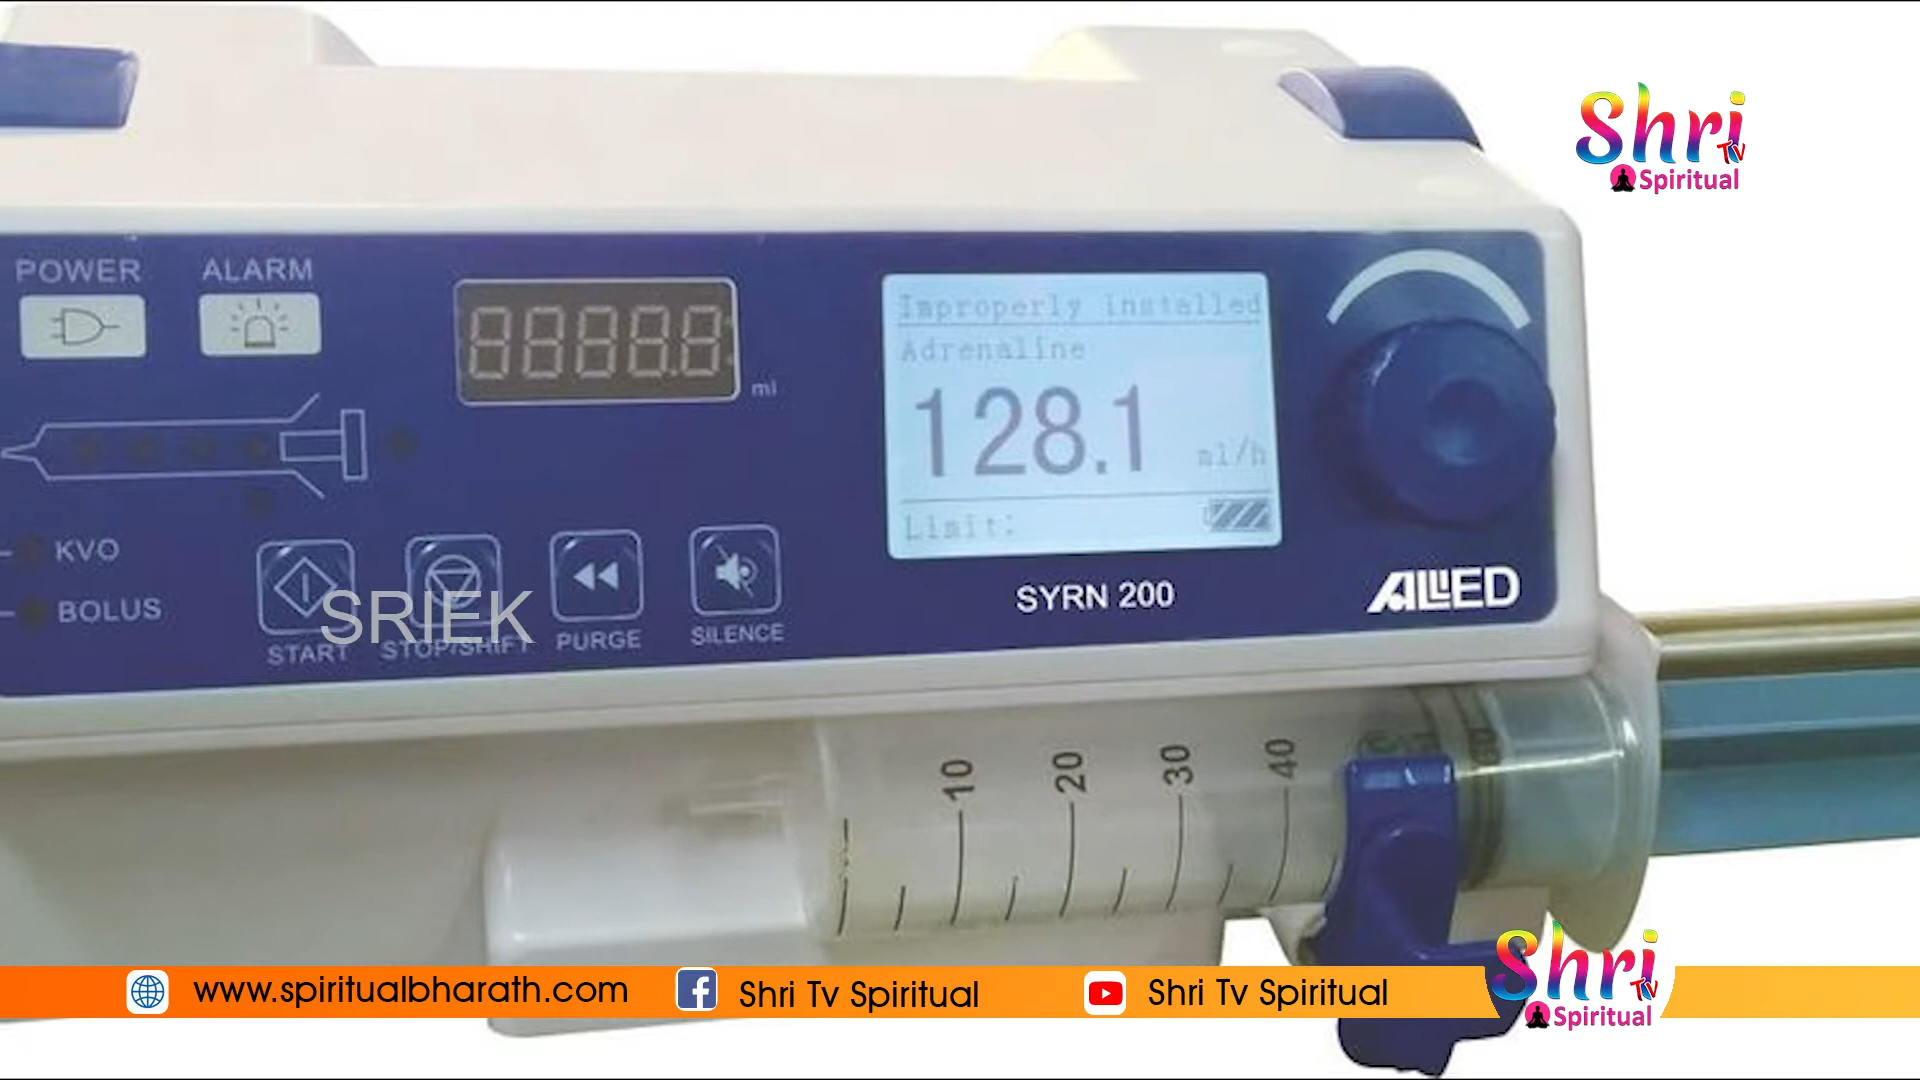 Shri
TV
Spiritual
POWER
ALARM
8888.8
ml
Improperly installed
Adrenaline
128.1
ml/h
Limit:
KVO
BOLUS
START
STOP/SHIFT
PURGE
SILENCE
SRIEK
SYRN 200
ALLIED
10
20
30
40
www.spiritualbharath.com
Shri Tv Spiritual
Shri Tv Spiritual
Shri
TV
Spiritual